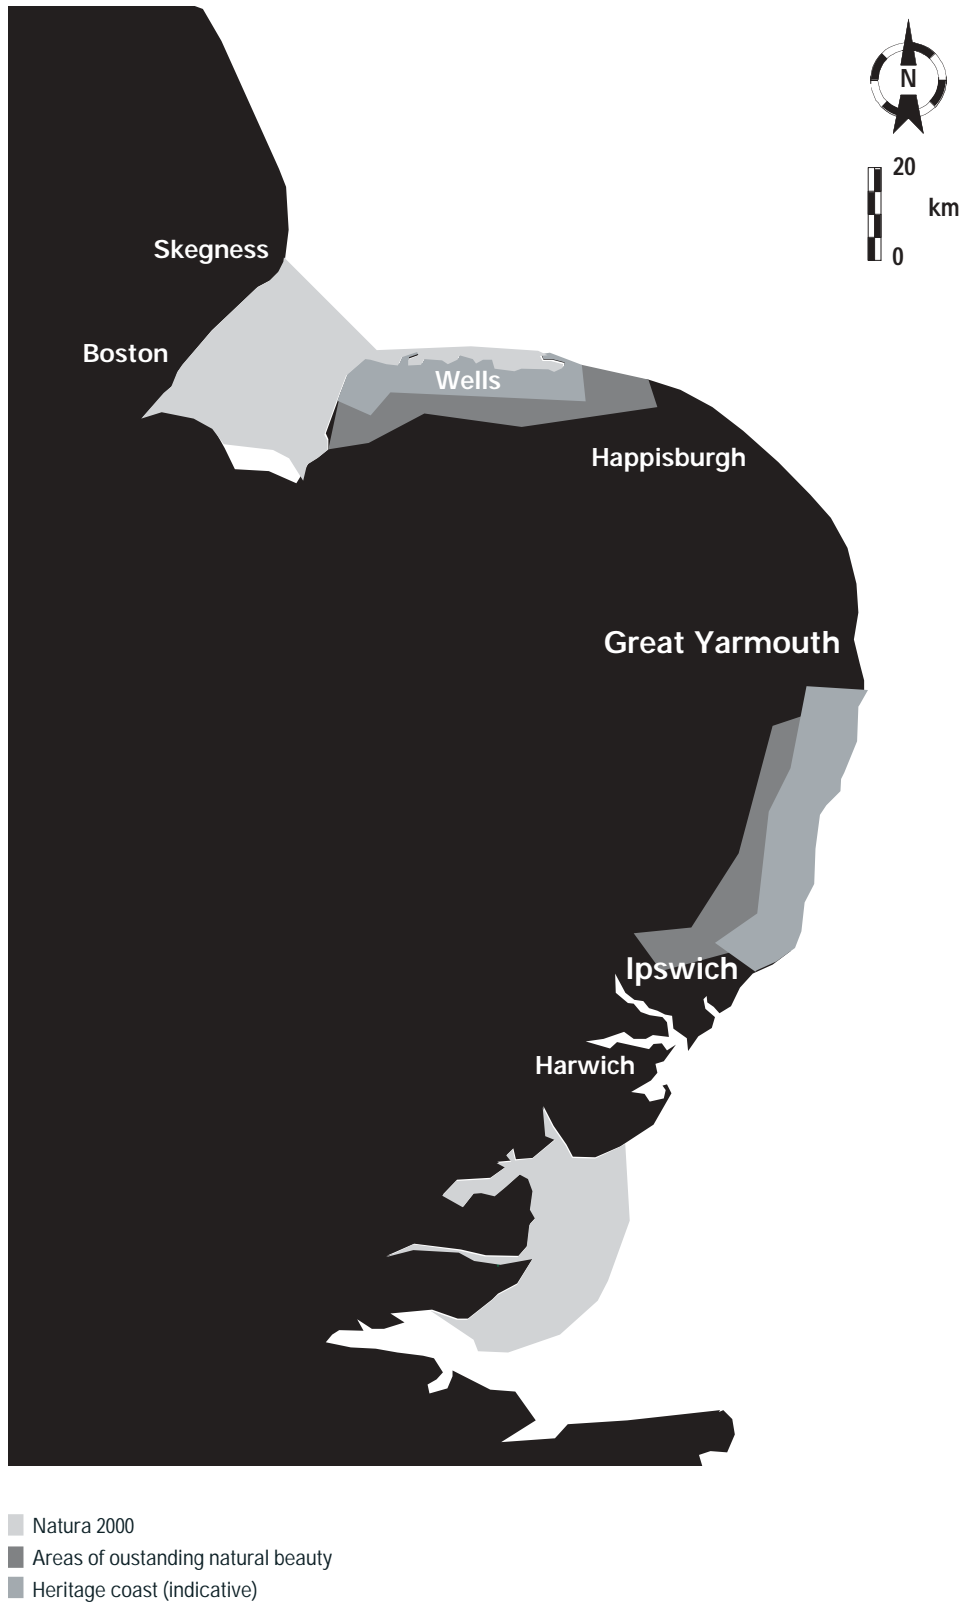 N
20
km
0
Skegness
Boston
Wells
Happisburgh
Great Yarmouth
Ipswich
Harwich
Natura 2000
Areas of oustanding natural beauty
Heritage coast (indicative)